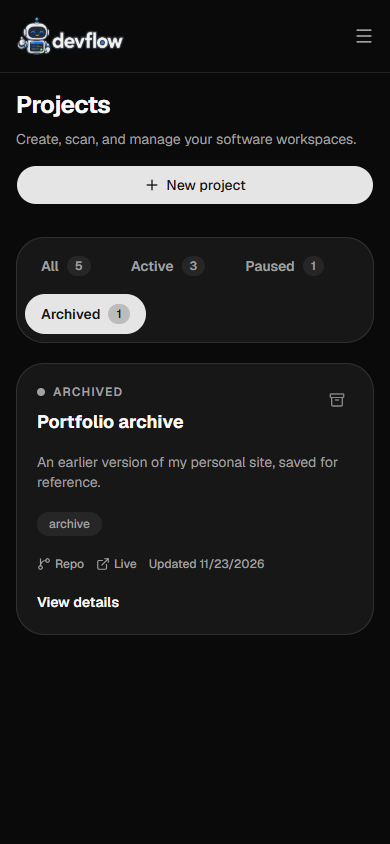 devflow
Projects
Create, scan, and manage your software workspaces.
+ New project
All 5 Active 3 Paused 1
Archived 1
ARCHIVED
Portfolio archive
An earlier version of my personal site, saved for
reference.
archive
Repo Live Updated 11/23/2026
View details